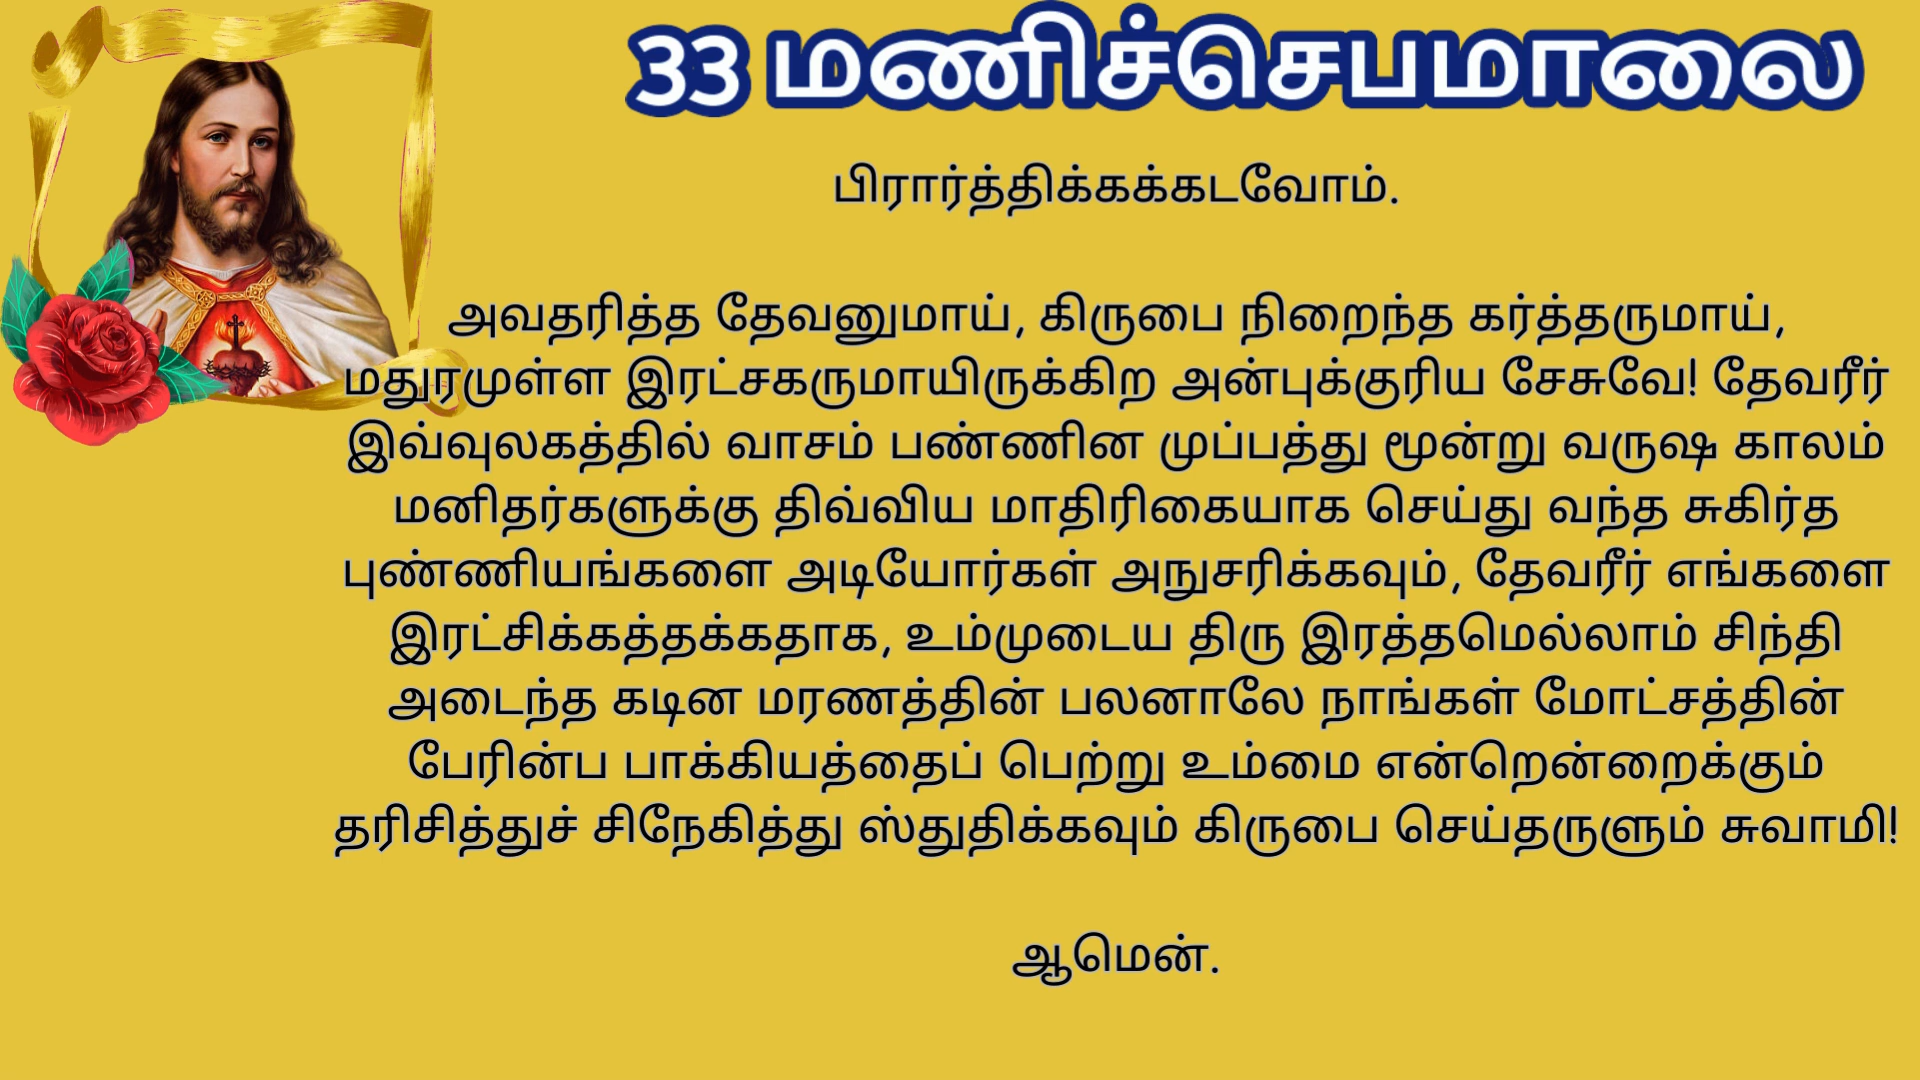 33 மணிச்செபமாலை
பிரார்த்திக்கக்கடவோம்.
அவதரித்த தேவனுமாய், கிருபை நிறைந்த கர்த்தருமாய்,
மதுரமுள்ள இரட்சகருமாயிருக்கிற அன்புக்குரிய சேசுவே! தேவரீர்
இவ்வுலகத்தில் வாசம் பண்ணின முப்பத்து மூன்று வருஷ காலம்
மனிதர்களுக்கு திவ்விய மாதிரிகையாக செய்து வந்த சுகிர்த
புண்ணியங்களை அடியோர்கள் அநுசரிக்கவும், தேவரீர் எங்களை
இரட்சிக்கத்தக்கதாக, உம்முடைய திரு இரத்தமெல்லாம் சிந்தி
அடைந்த கடின மரணத்தின் பலனாலே நாங்கள் மோட்சத்தின்
பேரின்ப பாக்கியத்தைப் பெற்று உம்மை என்றென்றைக்கும்
தரிசித்துச் சிநேகித்து ஸ்துதிக்கவும் கிருபை செய்தருளும் சுவாமி!
ஆமென்.